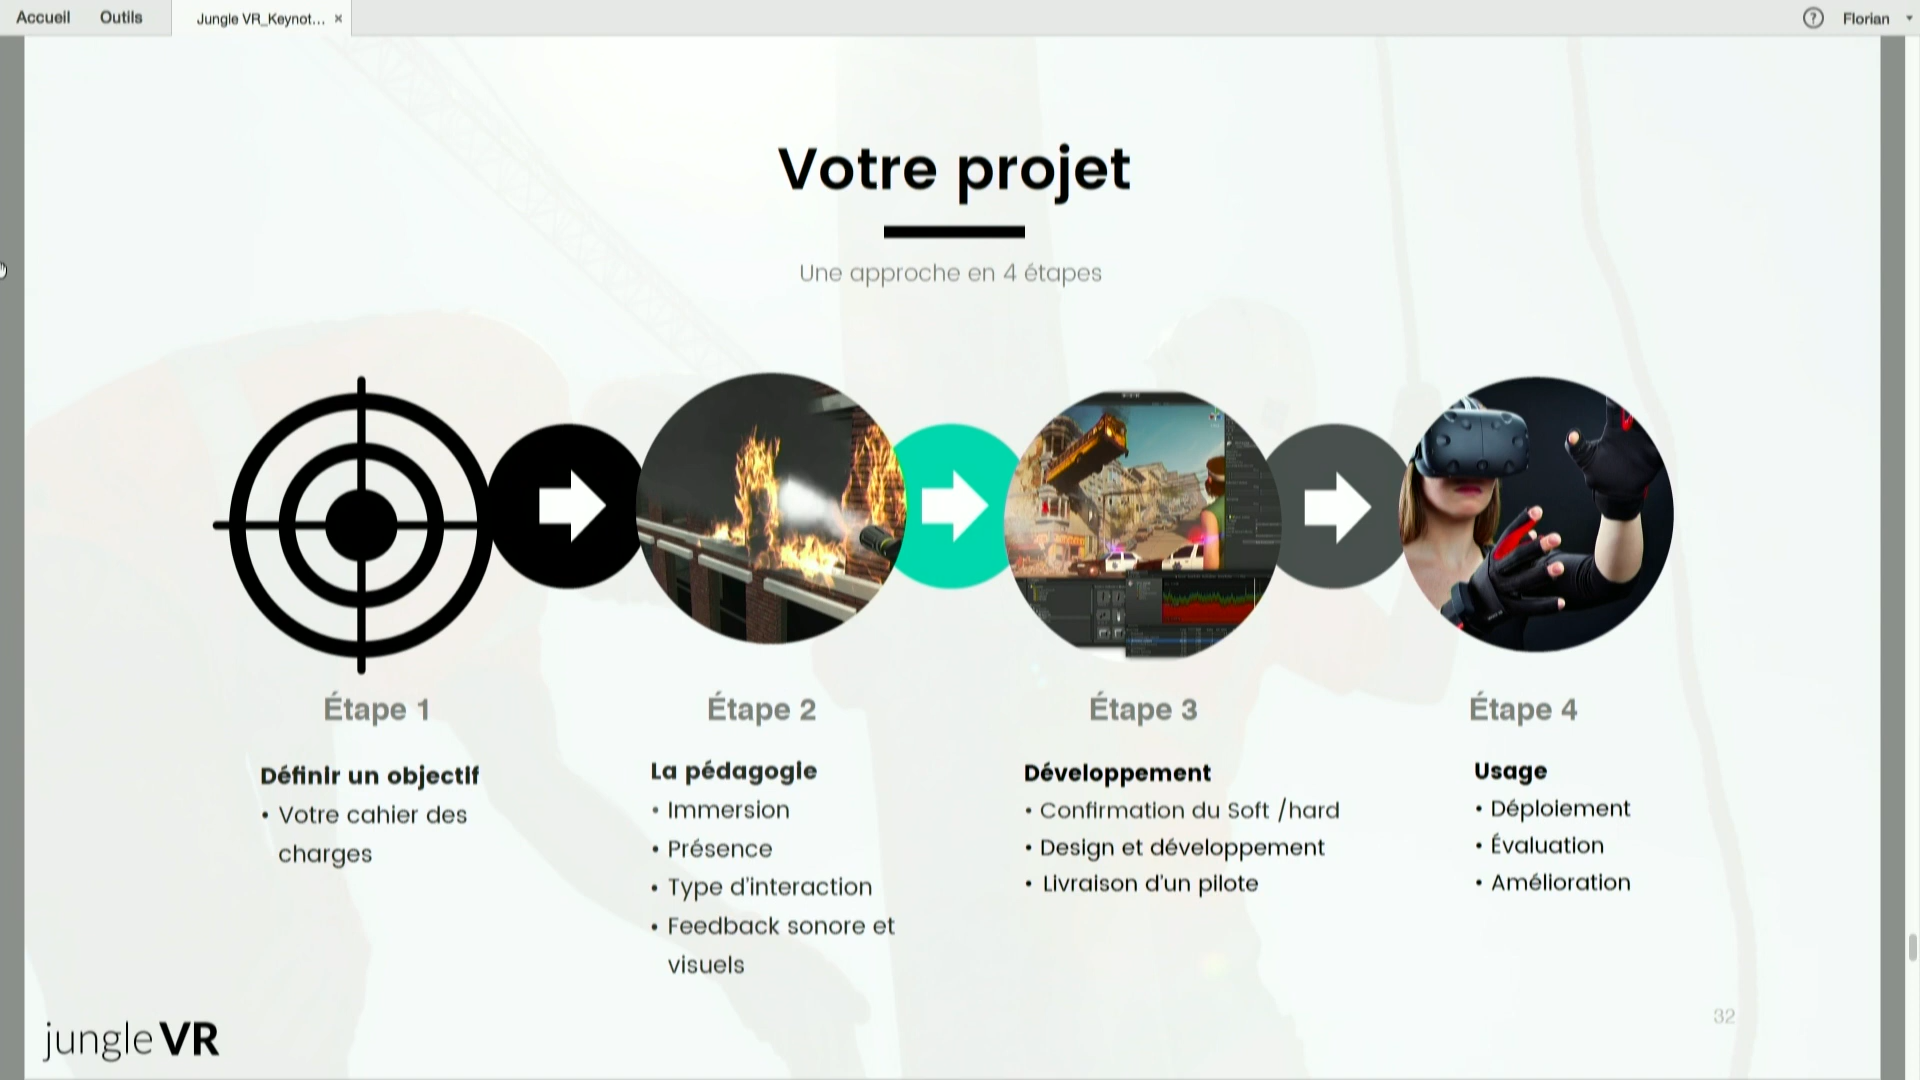 Accueil
Outils
Jungle VR_Keynot...
Florian
Votre projet
Une approche en 4 étapes
Étape 1
Définir un objectif
• Votre cahier des
charges
Étape 2
La pédagogie
• Immersion
• Présence
• Type d'interaction
• Feedback sonore et
visuels
Étape 3
Développement
• Confirmation du Soft /hard
• Design et développement
• Livraison d'un pilote
Étape 4
Usage
• Déploiement
• Évaluation
• Amélioration
jungle VR
32